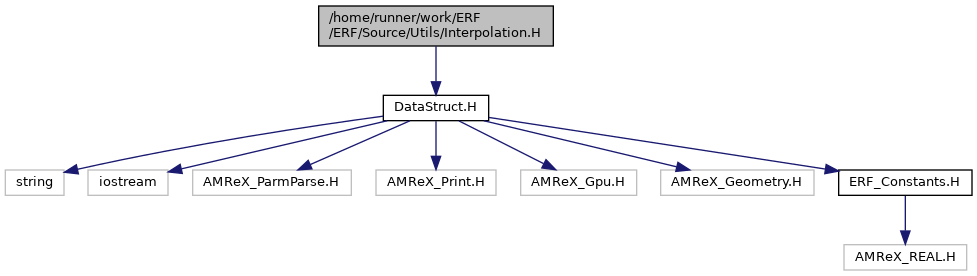 /home/runner/work/ERF
/ERF/Source/Utils/Interpolation.H
DataStruct.H
string
iostream
AMReX_ParmParse.H
AMReX_Print.H
AMReX_Gpu.H
AMReX_Geometry.H
ERF_Constants.H
AMReX_REAL.H